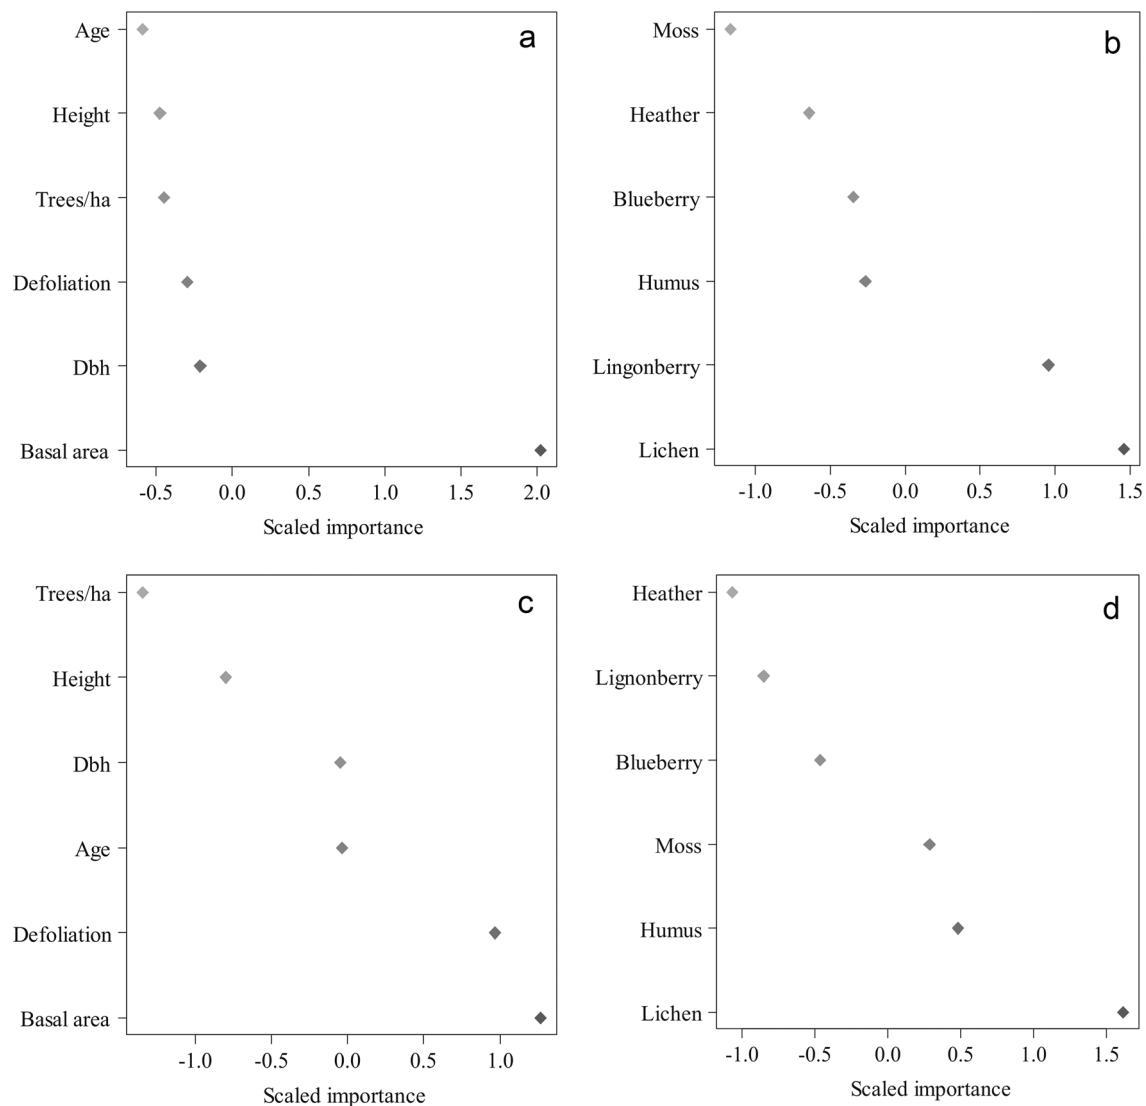 a
Age
Height
Trees/ha
Defoliation
Dbh
Basal area
-0.5 0.0 0.5 1.0 1.5 2.0
Scaled importance
b
Moss
Heather
Blueberry
Humus
Lingonberry
Lichen
-1.0 -0.5 0.0 0.5 1.0 1.5
Scaled importance
c
Trees/ha
Height
Dbh
Age
Defoliation
Basal area
-1.0 -0.5 0.0 0.5 1.0
Scaled importance
d
Heather
Lignonberry
Blueberry
Moss
Humus
Lichen
-1.0 -0.5 0.0 0.5 1.0 1.5
Scaled importance